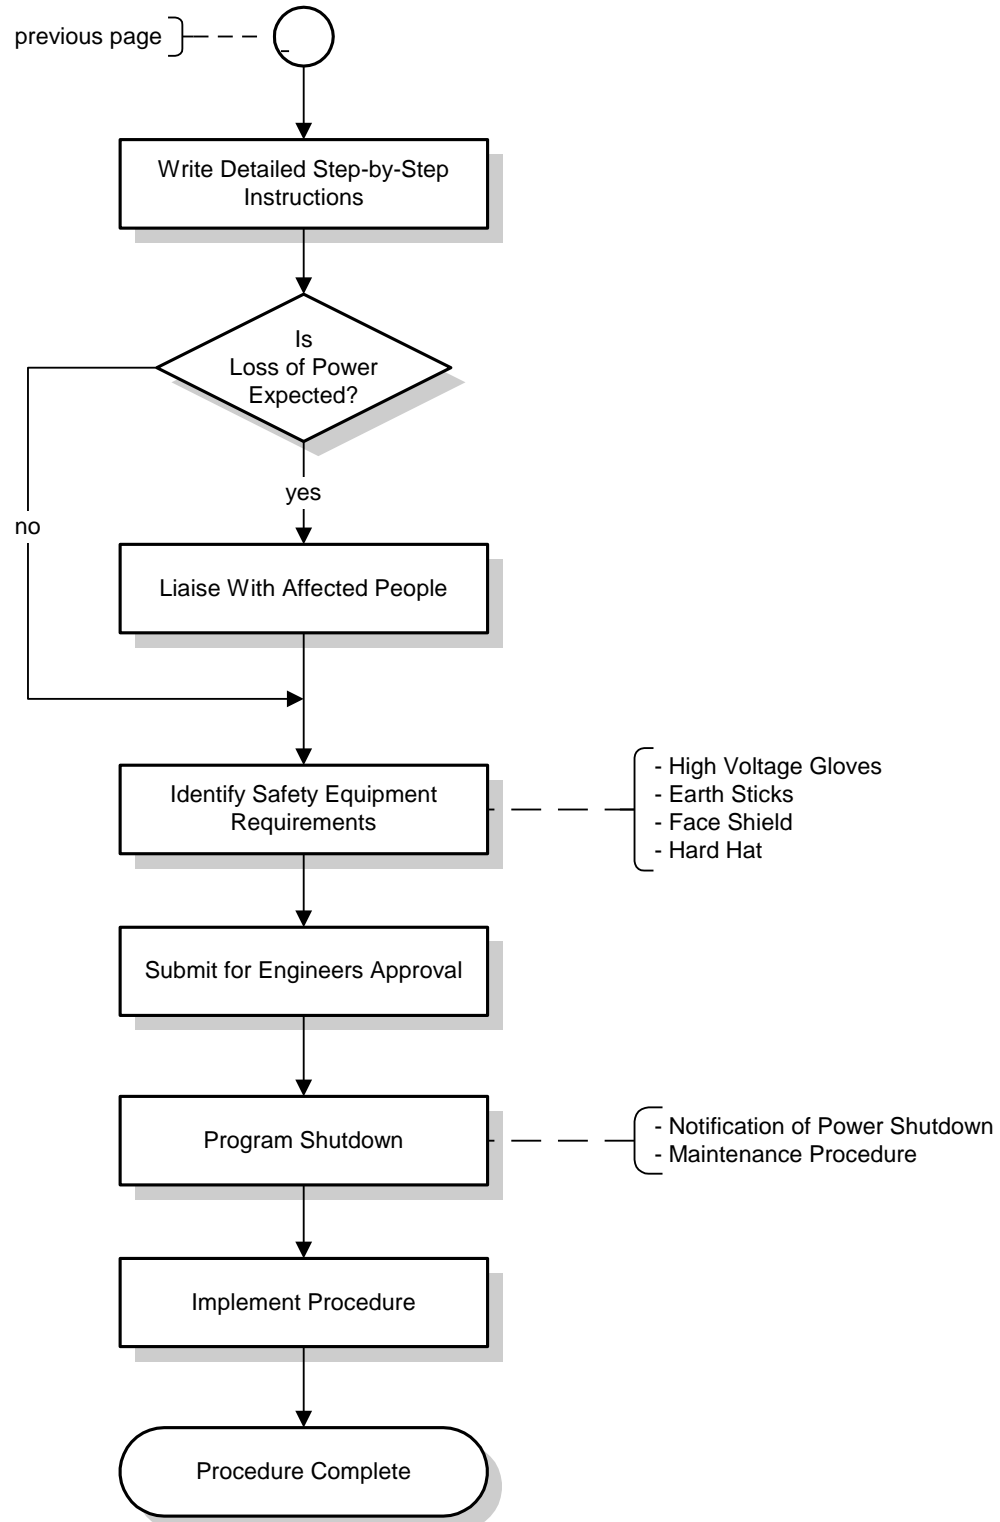 previous page
Write Detailed Step-by-Step
Instructions
Is
Loss of Power
Expected?
yes
no
Liaise With Affected People
Identify Safety Equipment
Requirements
- High Voltage Gloves
- Earth Sticks
- Face Shield
- Hard Hat
Submit for Engineers Approval
Program Shutdown
- Notification of Power Shutdown
- Maintenance Procedure
Implement Procedure
Procedure Complete